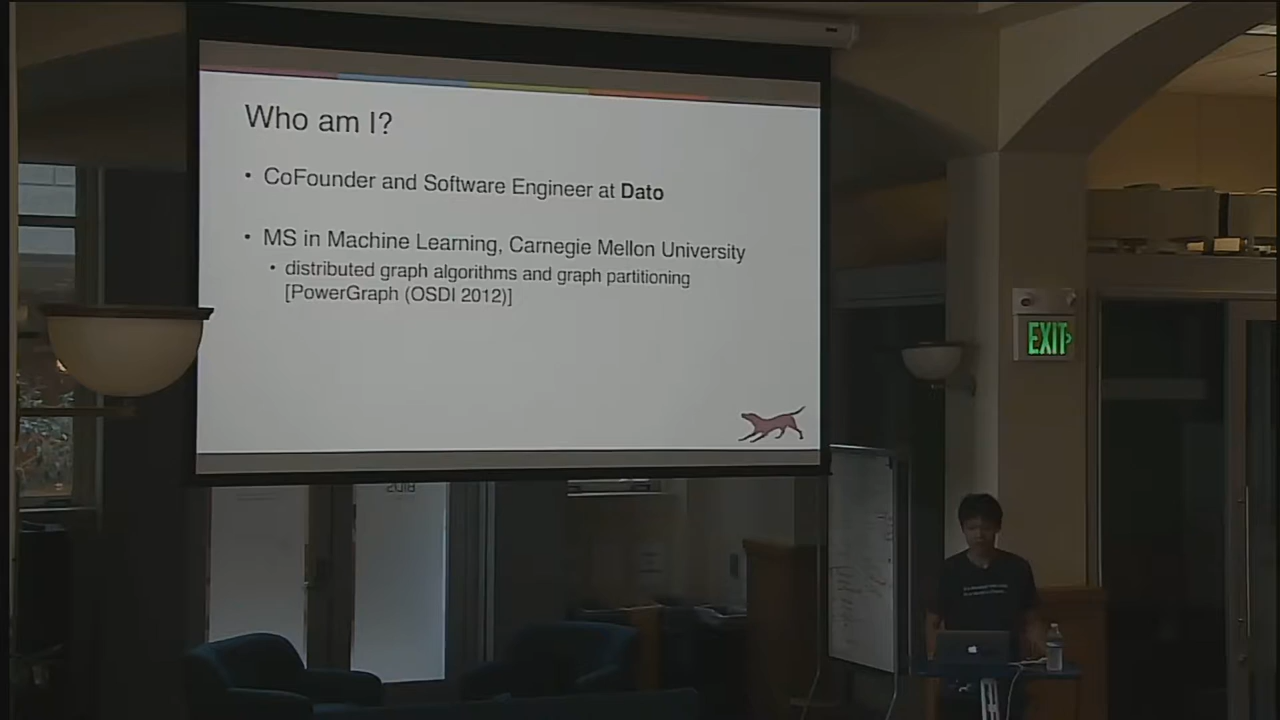 Who am I?
• CoFounder and Software Engineer at Dato
• MS in Machine Learning, Carnegie Mellon University
• distributed graph algorithms and graph partitioning
[PowerGraph (OSDI 2012)]
EXIT